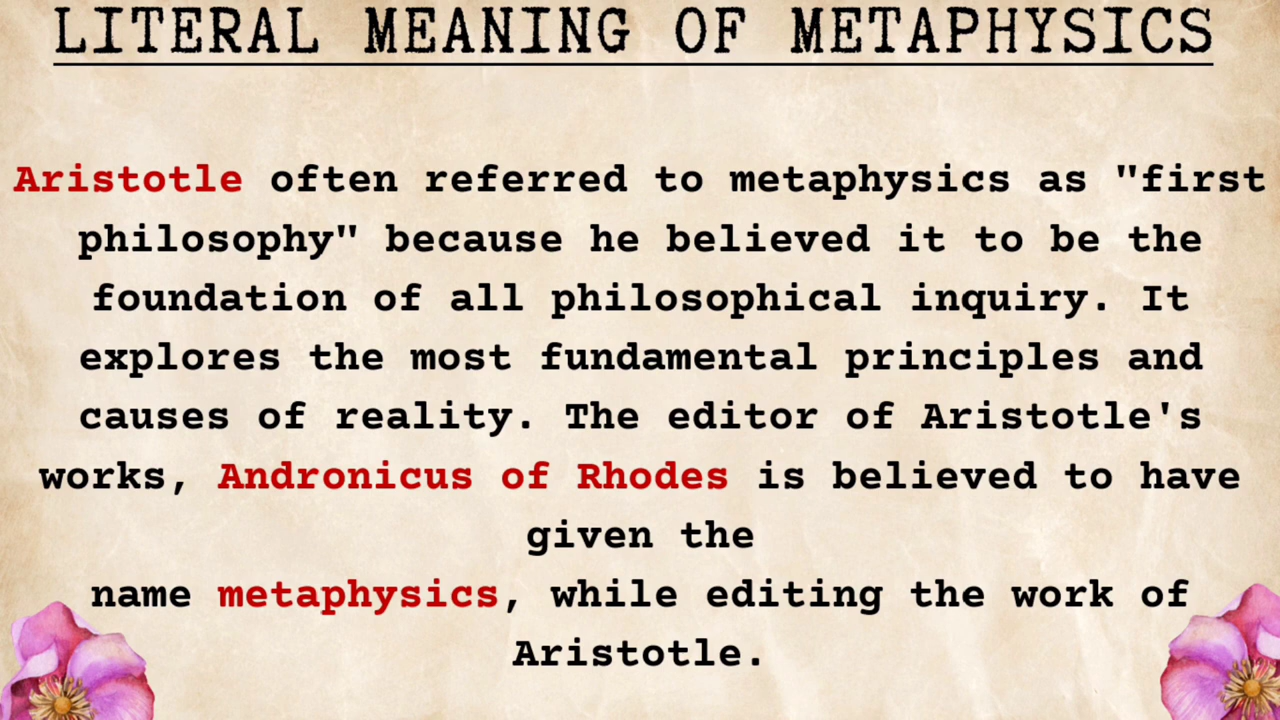 LITERAL MEANING OF METAPHYSICS
Aristotle often referred to metaphysics as "first
philosophy" because he believed it to be the
foundation of all philosophical inquiry. It
explores the most fundamental principles and
causes of reality. The editor of Aristotle's
works, Andronicus of Rhodes is believed to have
given the
name metaphysics, while editing the work of
Aristotle.